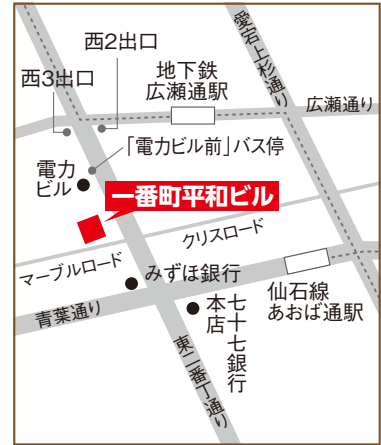 西2出口
西3出口
地下鉄
広瀬通駅
愛宕上杉通り
広瀬通り
「電力ビル前」バス停
電力
ビル
一番町平和ビル
クリスロード
マーブルロード
みずほ銀行
仙石線
あおば通駅
青葉通り
七十七銀行
本店
東二番丁通り